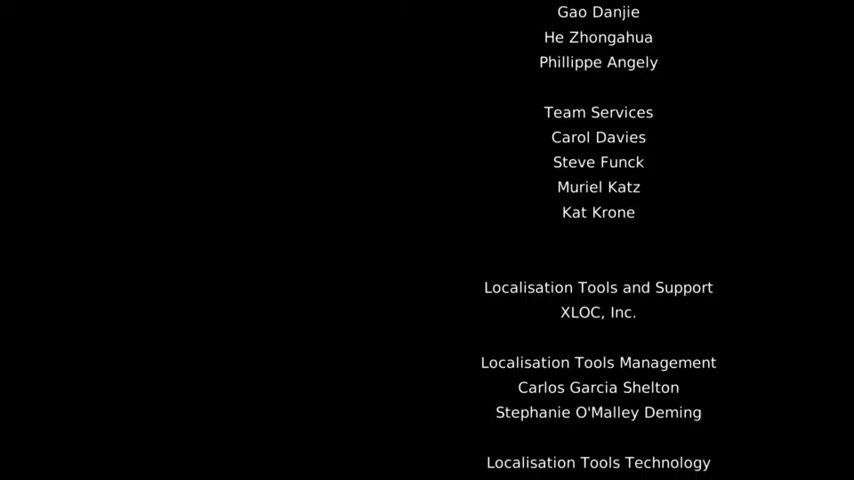 Gao Danjie
He Zhongahua
Phillippe Angely
Team Services
Carol Davies
Steve Funck
Muriel Katz
Kat Krone
Localisation Tools and Support
XLOC, Inc.
Localisation Tools Management
Carlos Garcia Shelton
Stephanie O'Malley Deming
Localisation Tools Technology